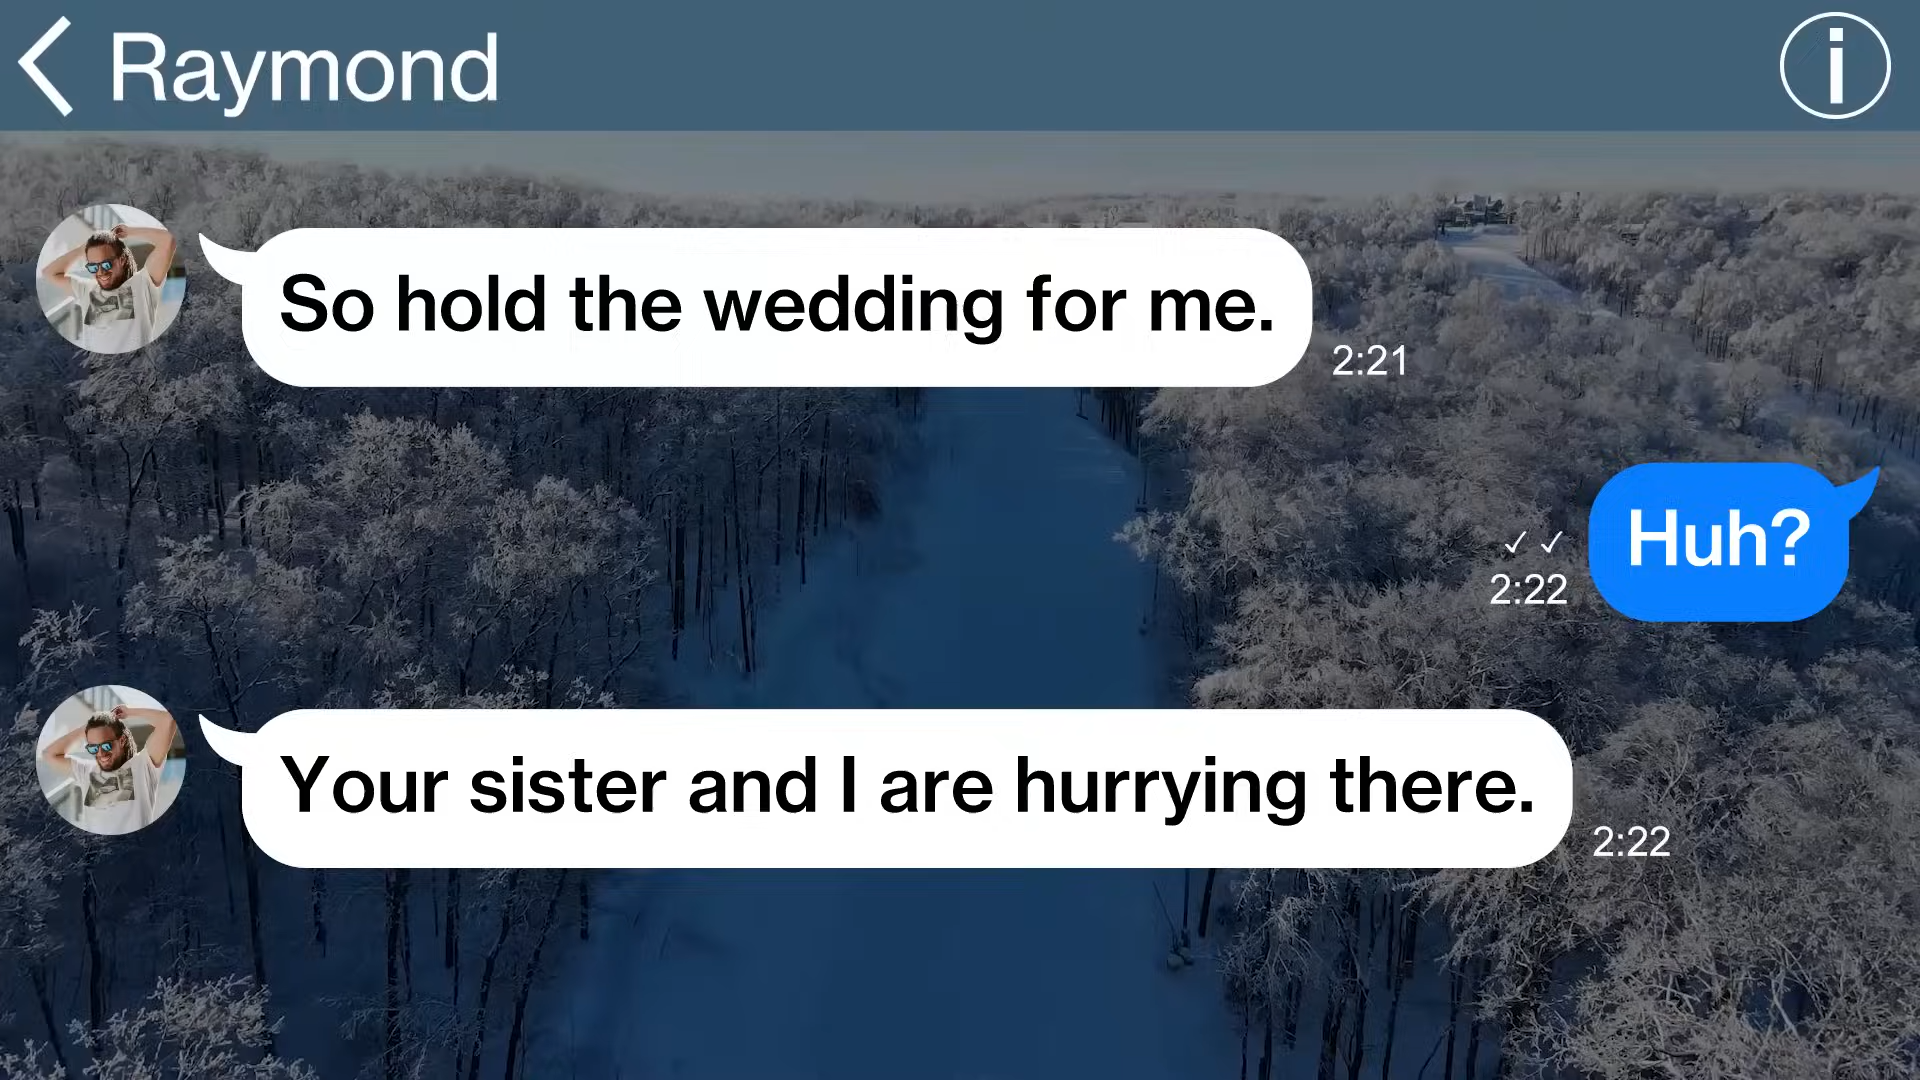 Raymond
So hold the wedding for me.
2:21
Huh?
2:22
Your sister and I are hurrying there.
2:22